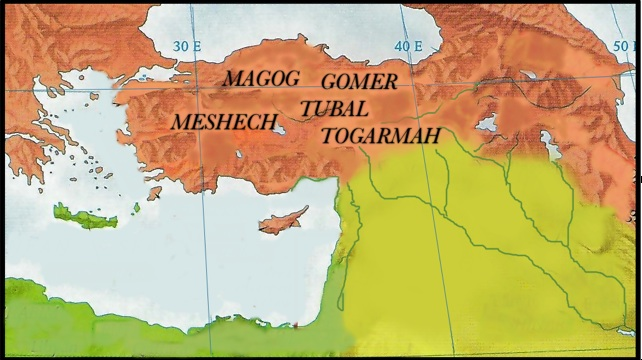 30 E 40 E 50
MAGOG GOMER
TUBAL
MESHECH
TOGARMAH